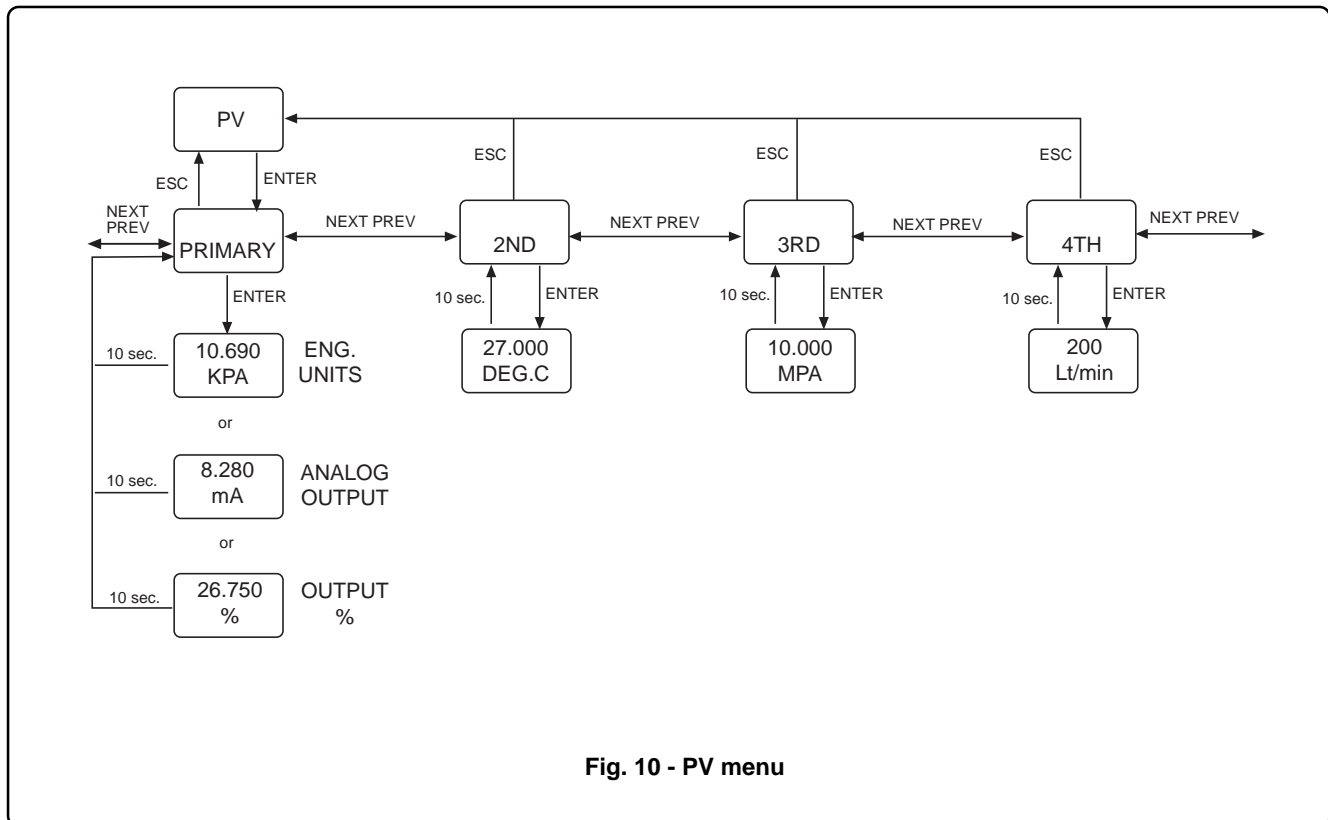 PV
ESC
ENTER
ESC
ESC
ESC
NEXT
PREV
PRIMARY
NEXT PREV
2ND
NEXT PREV
3RD
NEXT PREV
4TH
NEXT PREV
ENTER
10 sec.
ENTER
10 sec.
ENTER
10 sec.
ENTER
10 sec.
10.690
KPA
ENG.
UNITS
27.000
DEG.C
10.000
MPA
200
Lt/min
or
10 sec.
8.280
mA
ANALOG
OUTPUT
or
10 sec.
26.750
%
OUTPUT
%
Fig. 10 - PV menu